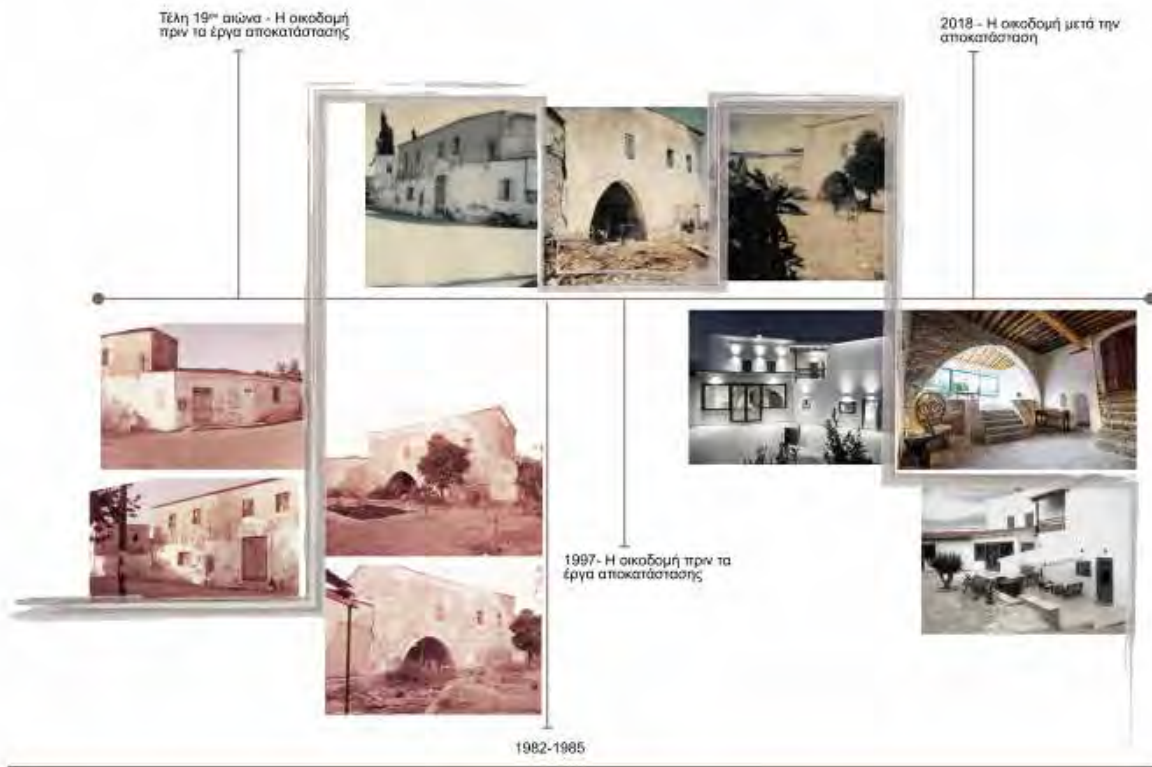 Τέλη 19ου αιώνα - Η οικοδομή
πριν τα έργα αποκατάστασης
2018 - Η οικοδομή μετά την
αποκατάσταση
1997- Η οικοδομή πριν τα
έργα αποκατάστασης
1982-1985